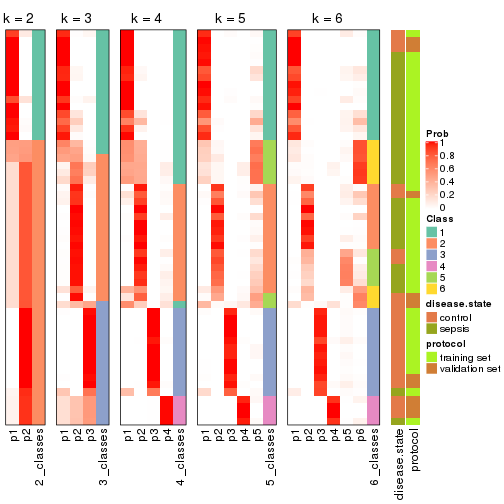 k = 2 k = 3 k = 4 k = 5 k = 6
Prob
1
0.8
0.6
0.4
0.2
0
Class
1
2
3
4
5
6
disease.state
control
sepsis
protocol
training set
validation set
p1 p2 2_classes p1 p2 p3 3_classes p1 p2 p3 p4 4_classes p1 p2 p3 p4 p5 5_classes p1 p2 p3 p4 p5 p6 6_classes disease.state protocol